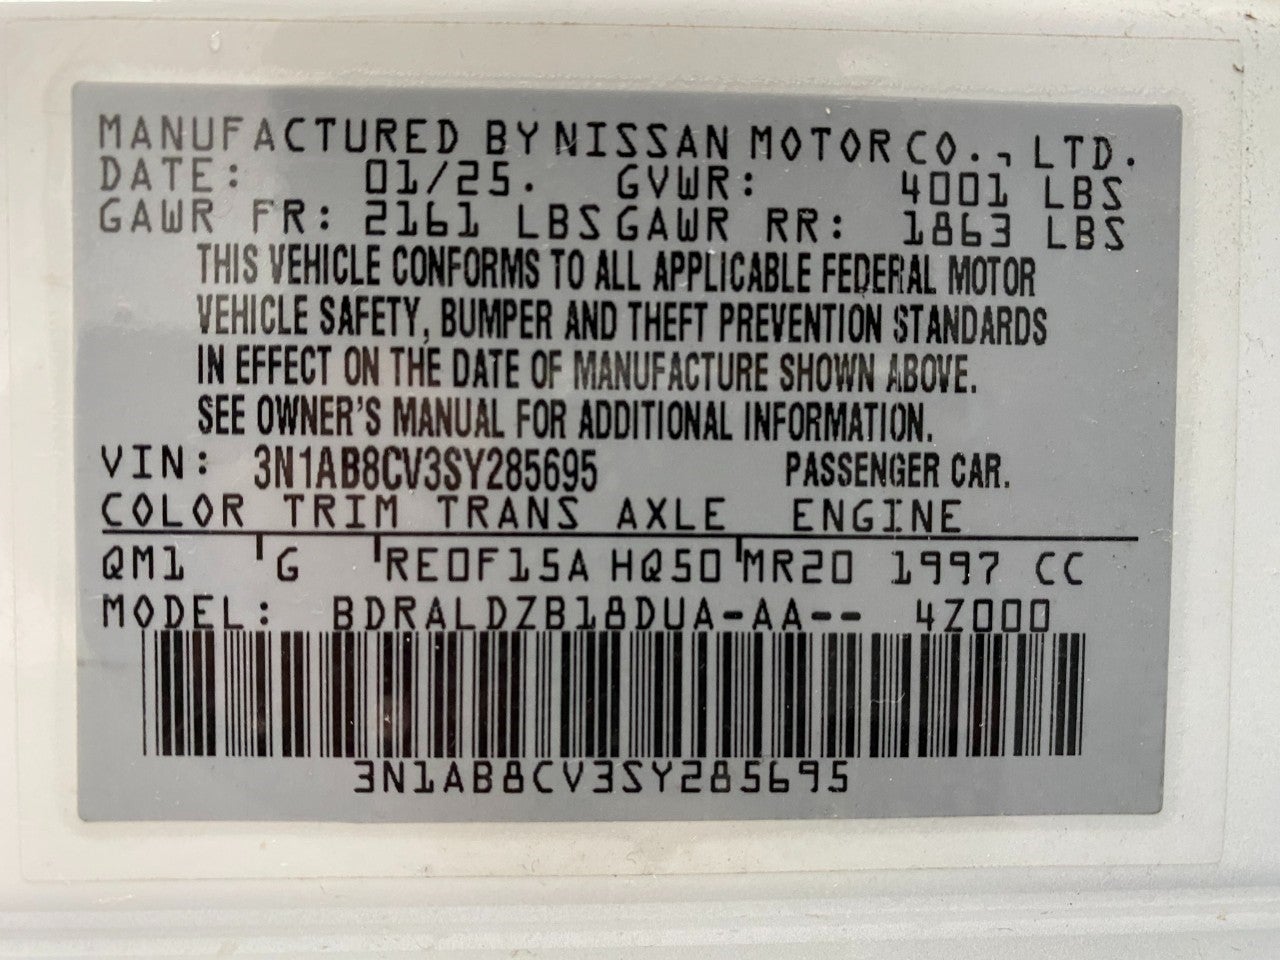 MANUFACTURED BY NISSAN MOTOR CO., LTD.
DATE: 01/25. GVWR: 4001 LBS
GAWR FR: 2161 LBS GAWR RR: 1863 LBS
THIS VEHICLE CONFORMS TO ALL APPLICABLE FEDERAL MOTOR
VEHICLE SAFETY, BUMPER AND THEFT PREVENTION STANDARDS
IN EFFECT ON THE DATE OF MANUFACTURE SHOWN ABOVE.
SEE OWNER'S MANUAL FOR ADDITIONAL INFORMATION.
VIN: 3N1AB8CV3SY285695 PASSENGER CAR.
COLOR TRIM TRANS AXLE ENGINE
QM1 G RE0F15A HQ50 MR20 1997 CC
MODEL: BDRALDZB18DUA-AA-- 4Z000
3N1AB8CV3SY285695